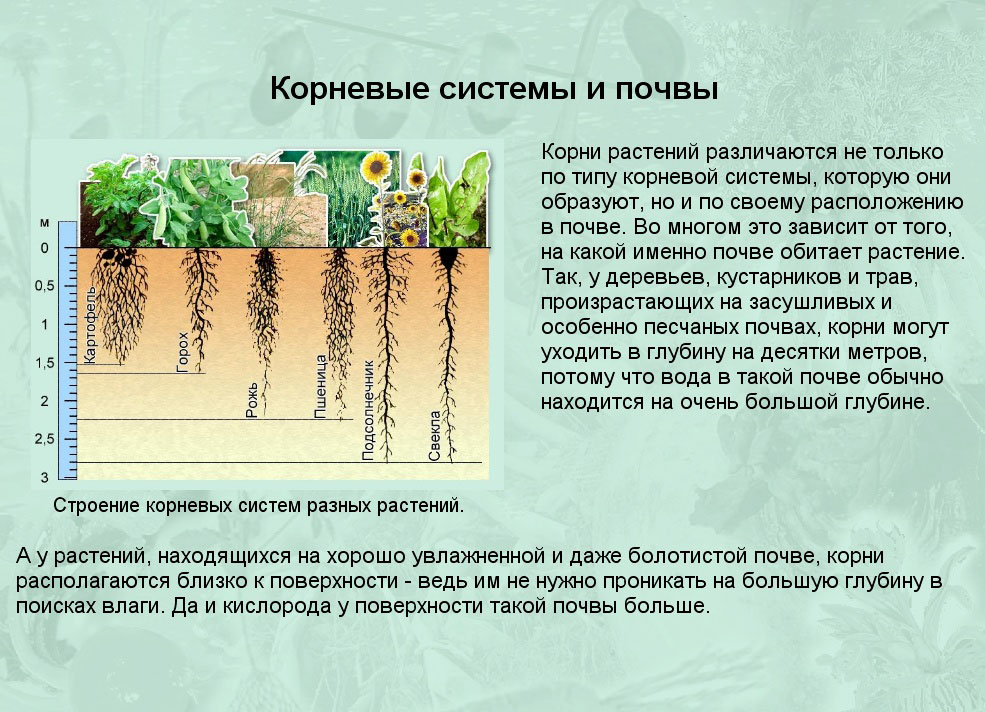 Корневые системы и почвы
Корни растений различаются не только
по типу корневой системы, которую они
образуют, но и по своему расположению
в почве. Во многом это зависит от того,
на какой именно почве обитает растение.
Так, у деревьев, кустарников и трав,
произрастающих на засушливых и
особенно песчаных почвах, корни могут
уходить в глубину на десятки метров,
потому что вода в такой почве обычно
находится на очень большой глубине.
м
0
0,5
1
1,5
2
2,5
3
Картофель
Горох
Рожь
Пшеница
Подсолнечник
Свекла
Строение корневых систем разных растений.
А у растений, находящихся на хорошо увлажненной и даже болотистой почве, корни
располагаются близко к поверхности - ведь им не нужно проникать на большую глубину в
поисках влаги. Да и кислорода у поверхности такой почвы больше.